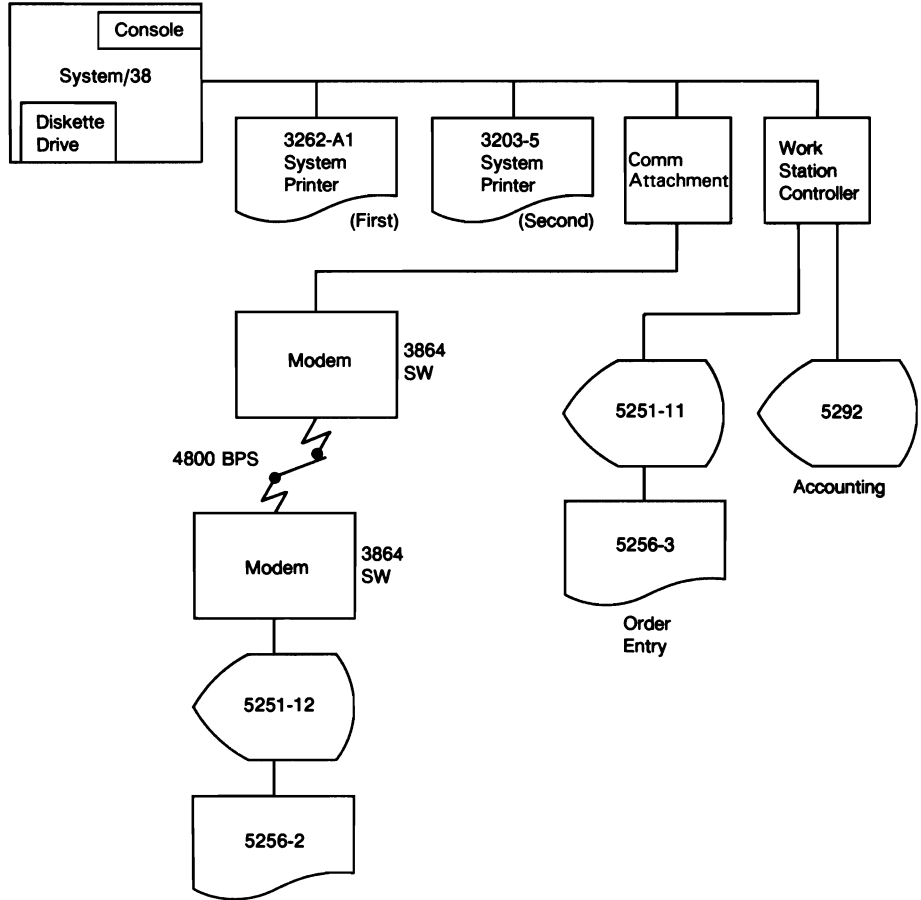 Console
System/38
Diskette
Drive
3262-A1
System
Printer
(First)
3203-5
System
Printer
(Second)
Comm
Attachment
Work
Station
Controller
Modem
3864
SW
4800 BPS
Modem
3864
SW
5251-12
5256-2
5251-11
5256-3
Order
Entry
5292
Accounting